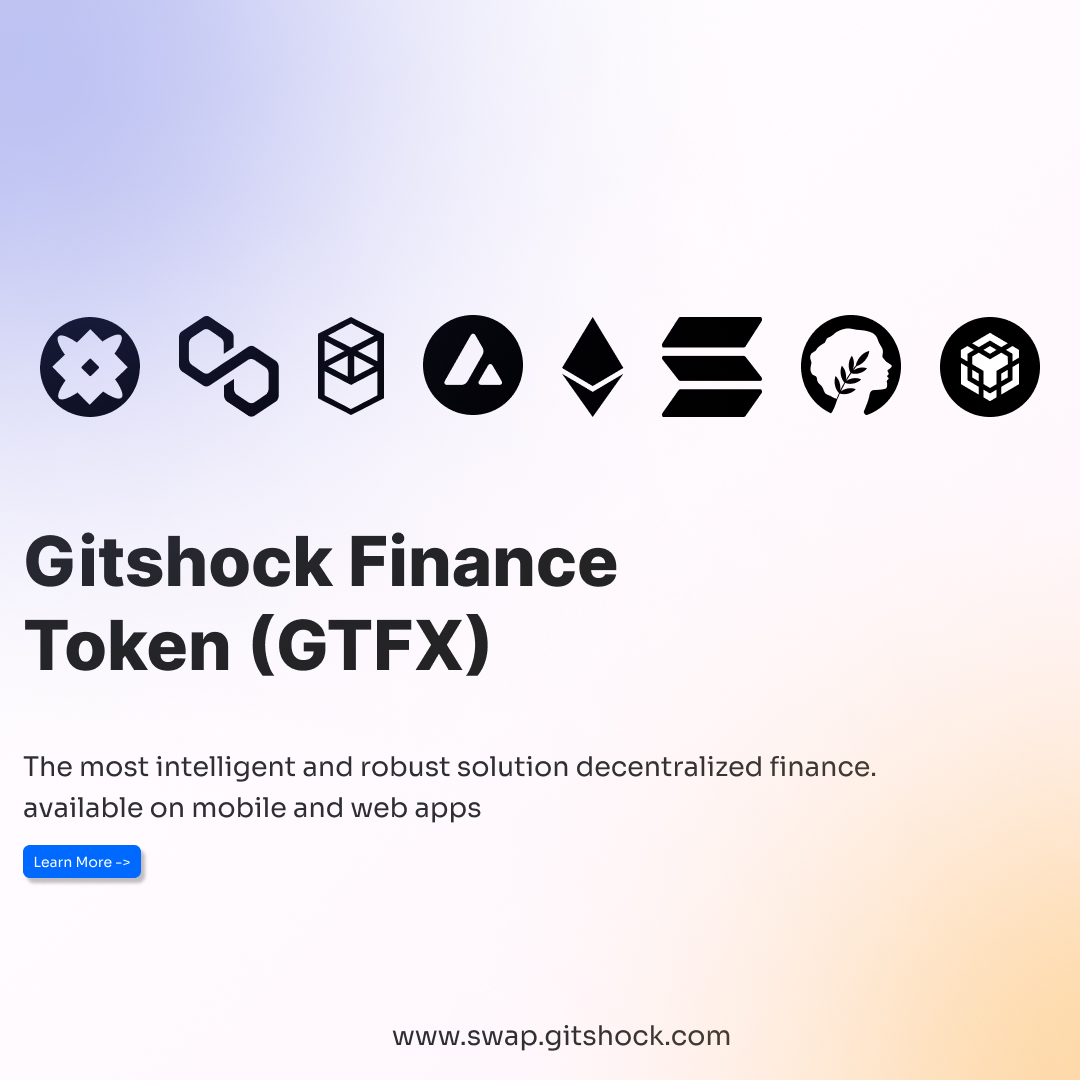 Gitshock Finance
Token (GTFX)
The most intelligent and robust solution decentralized finance.
available on mobile and web apps
Learn More ->
www.swap.gitshock.com